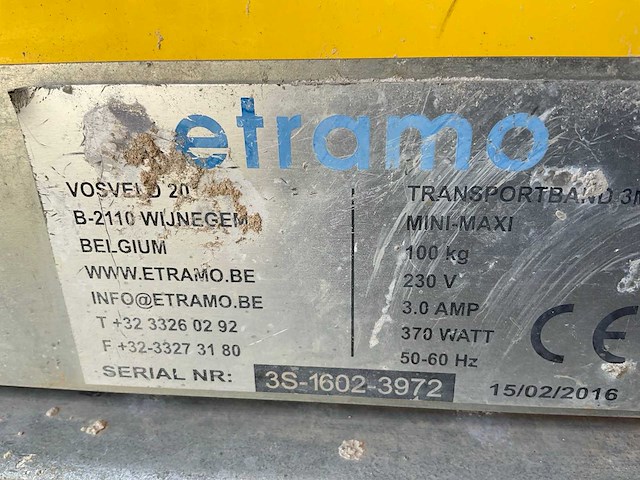 etramo
VOSVELD 20
B-2110 WIJNEGEM
BELGIUM
WWW.ETRAMO.BE
INFO@ETRAMO.BE
T +32 3326 02 92
F +32-3327 31 80
SERIAL NR: 3S-1602-3972
TRANSPORTBAND 3M
MINI-MAXI
100 kg
230 V
3.0 AMP
370 WATT
50-60 Hz
CE
15/02/2016